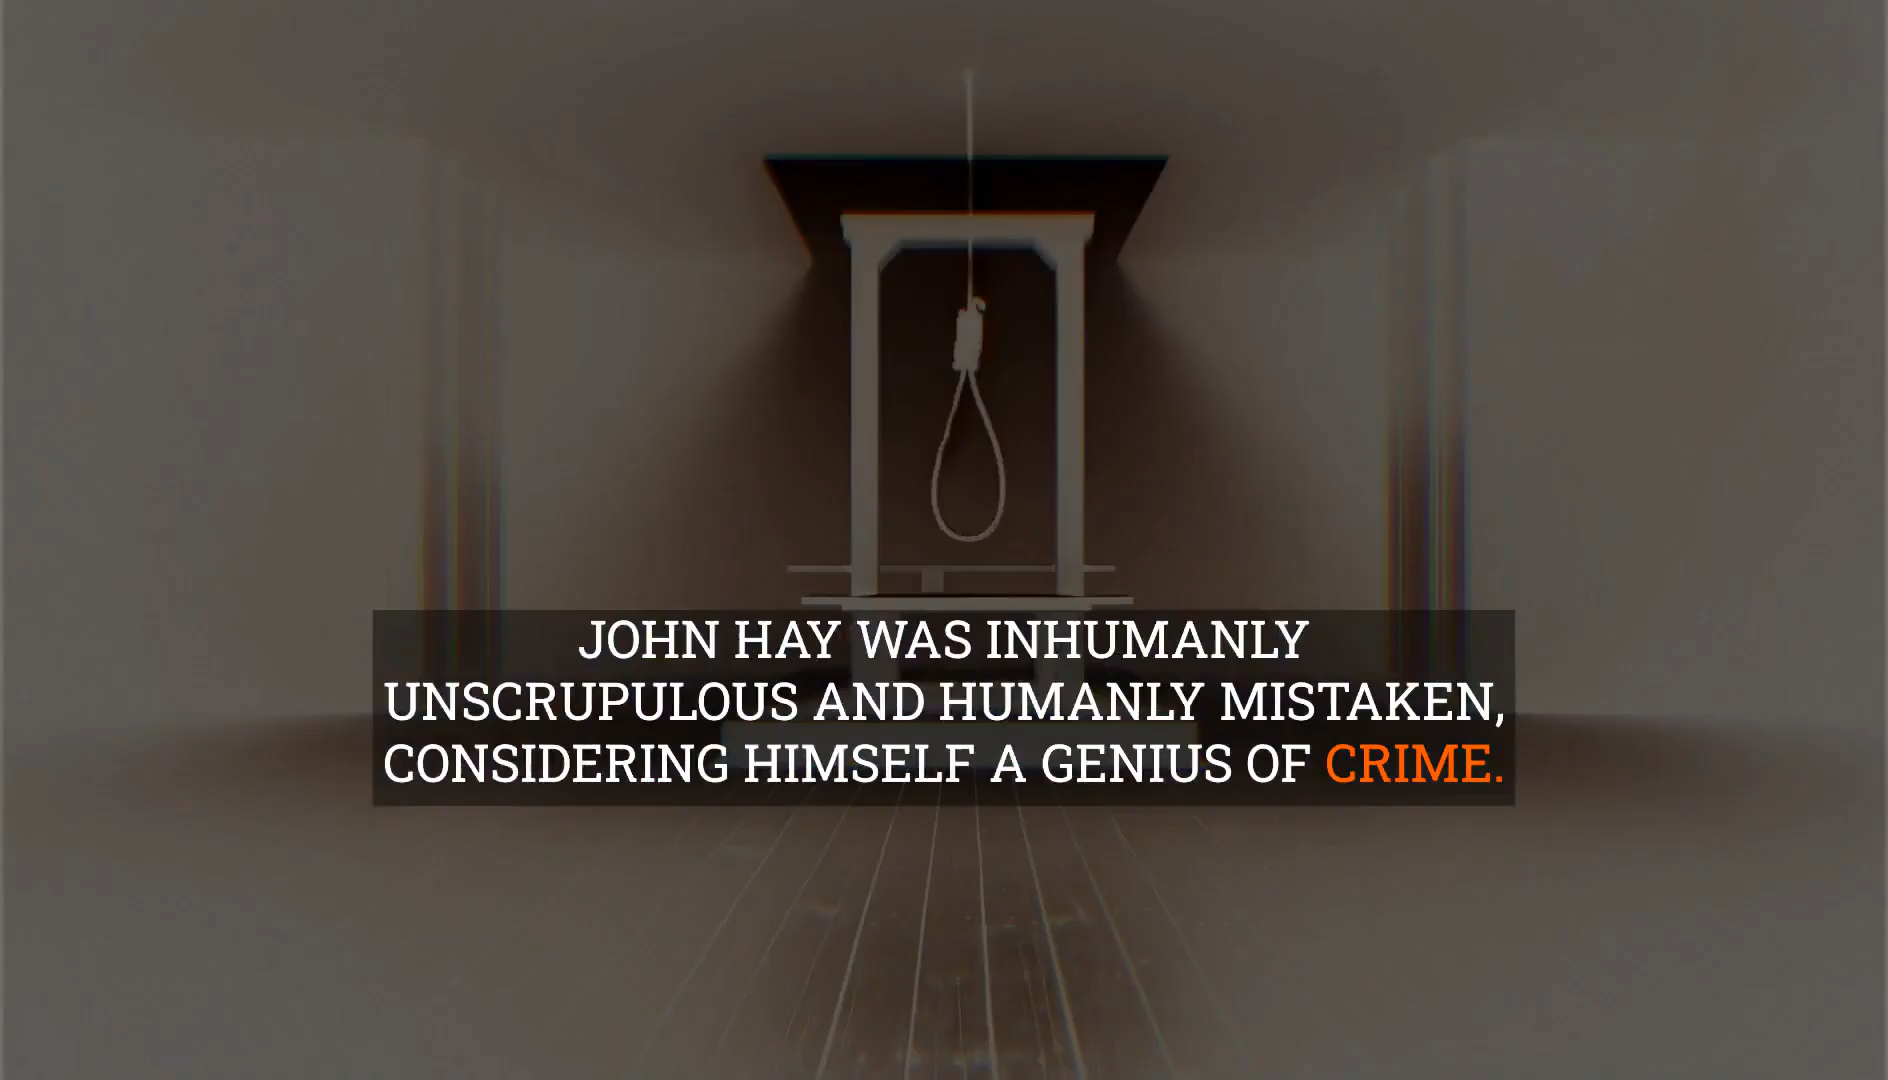 JOHN HAY WAS INHUMANLY
UNSCRUPULOUS AND HUMANLY MISTAKEN,
CONSIDERING HIMSELF A GENIUS OF CRIME.